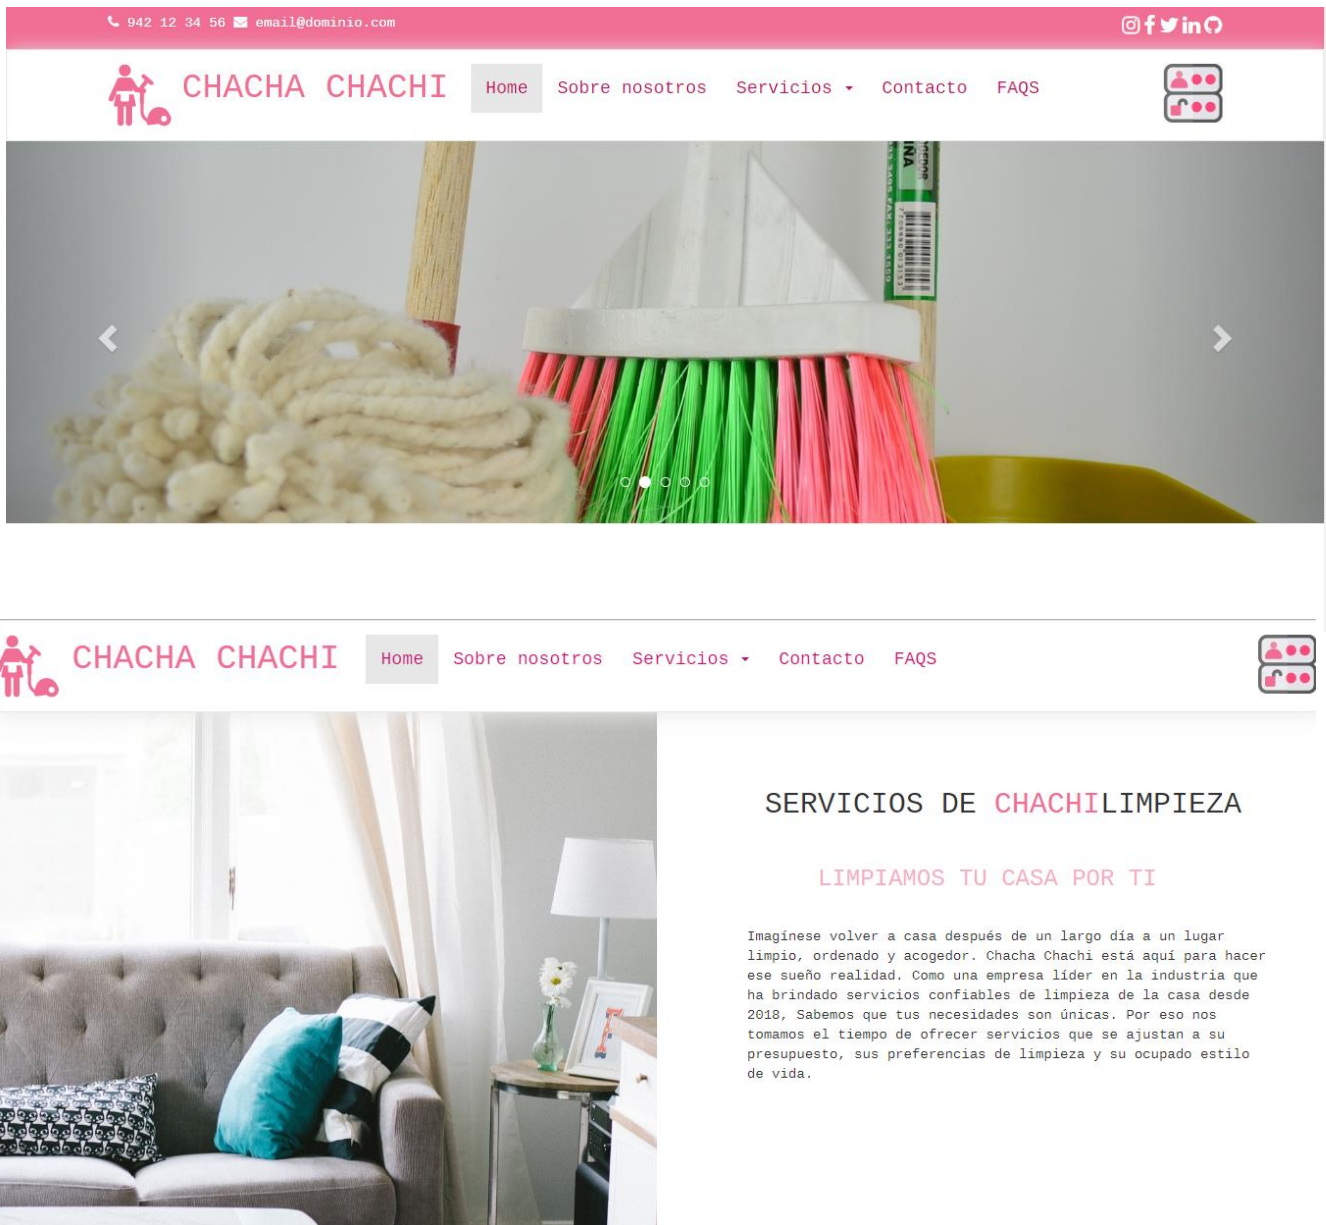 942 12 34 56 email@dominio.com
CHACHA CHACHI Home Sobre nosotros Servicios Contacto FAQS
CHACHA CHACHI Home Sobre nosotros Servicios Contacto FAQS
SERVICIOS DE CHACHILIMPIEZA
LIMPIAMOS TU CASA POR TI
Imagínese volver a casa después de un largo día a un lugar
limpio, ordenado y acogedor. Chacha Chachi está aquí para hacer
ese sueño realidad. Como una empresa líder en la industria que
ha brindado servicios confiables de limpieza de la casa desde
2018, Sabemos que tus necesidades son únicas. Por eso nos
tomamos el tiempo de ofrecer servicios que se ajustan a su
presupuesto, sus preferencias de limpieza y su ocupado estilo
de vida.